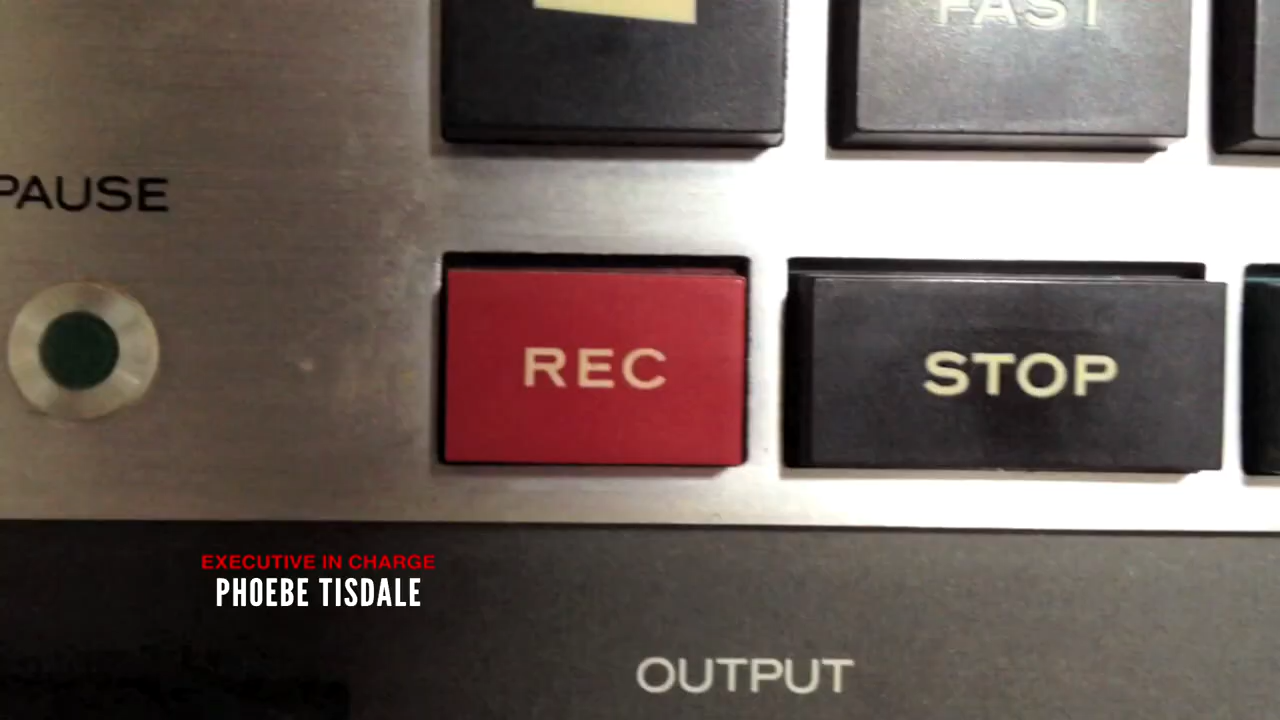 FAST
PAUSE
REC
STOP
EXECUTIVE IN CHARGE
PHOEBE TISDALE
OUTPUT